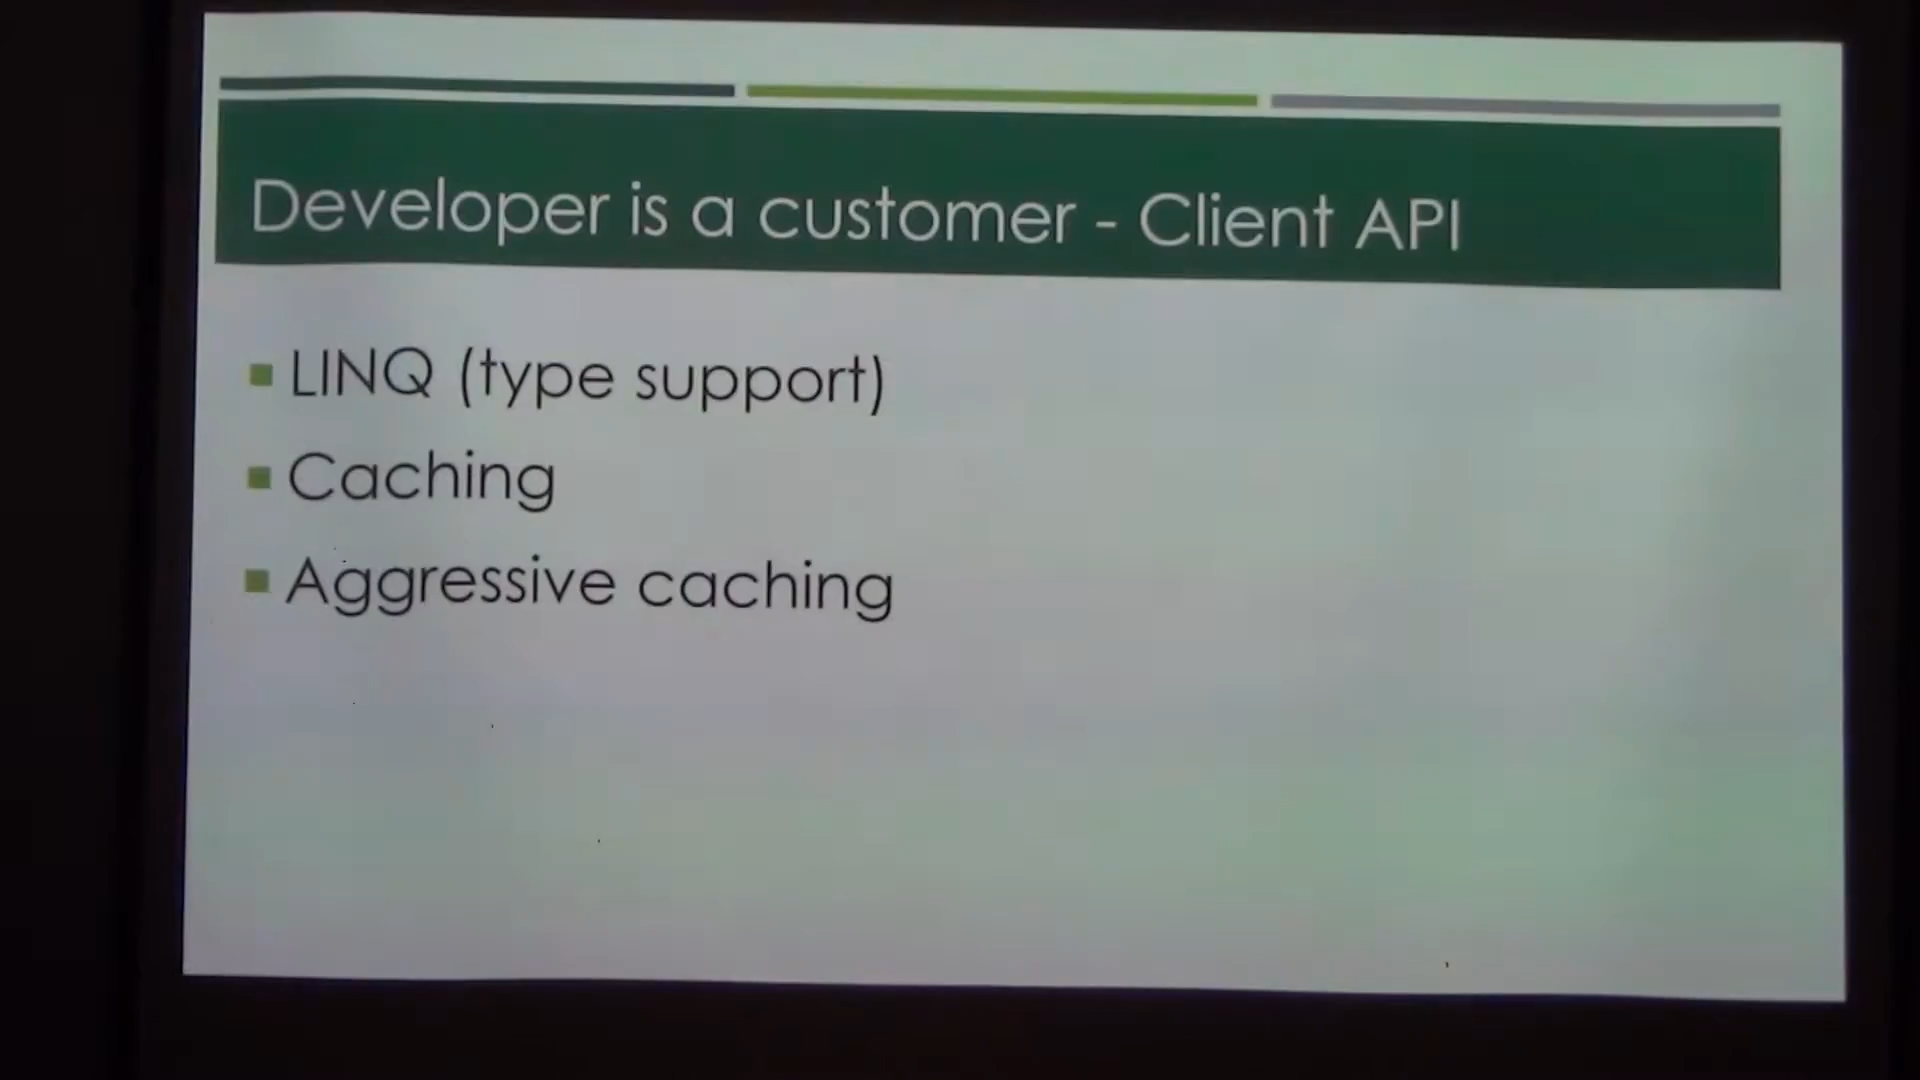 Developer is a customer - Client API
LINQ (type support)
Caching
Aggressive caching